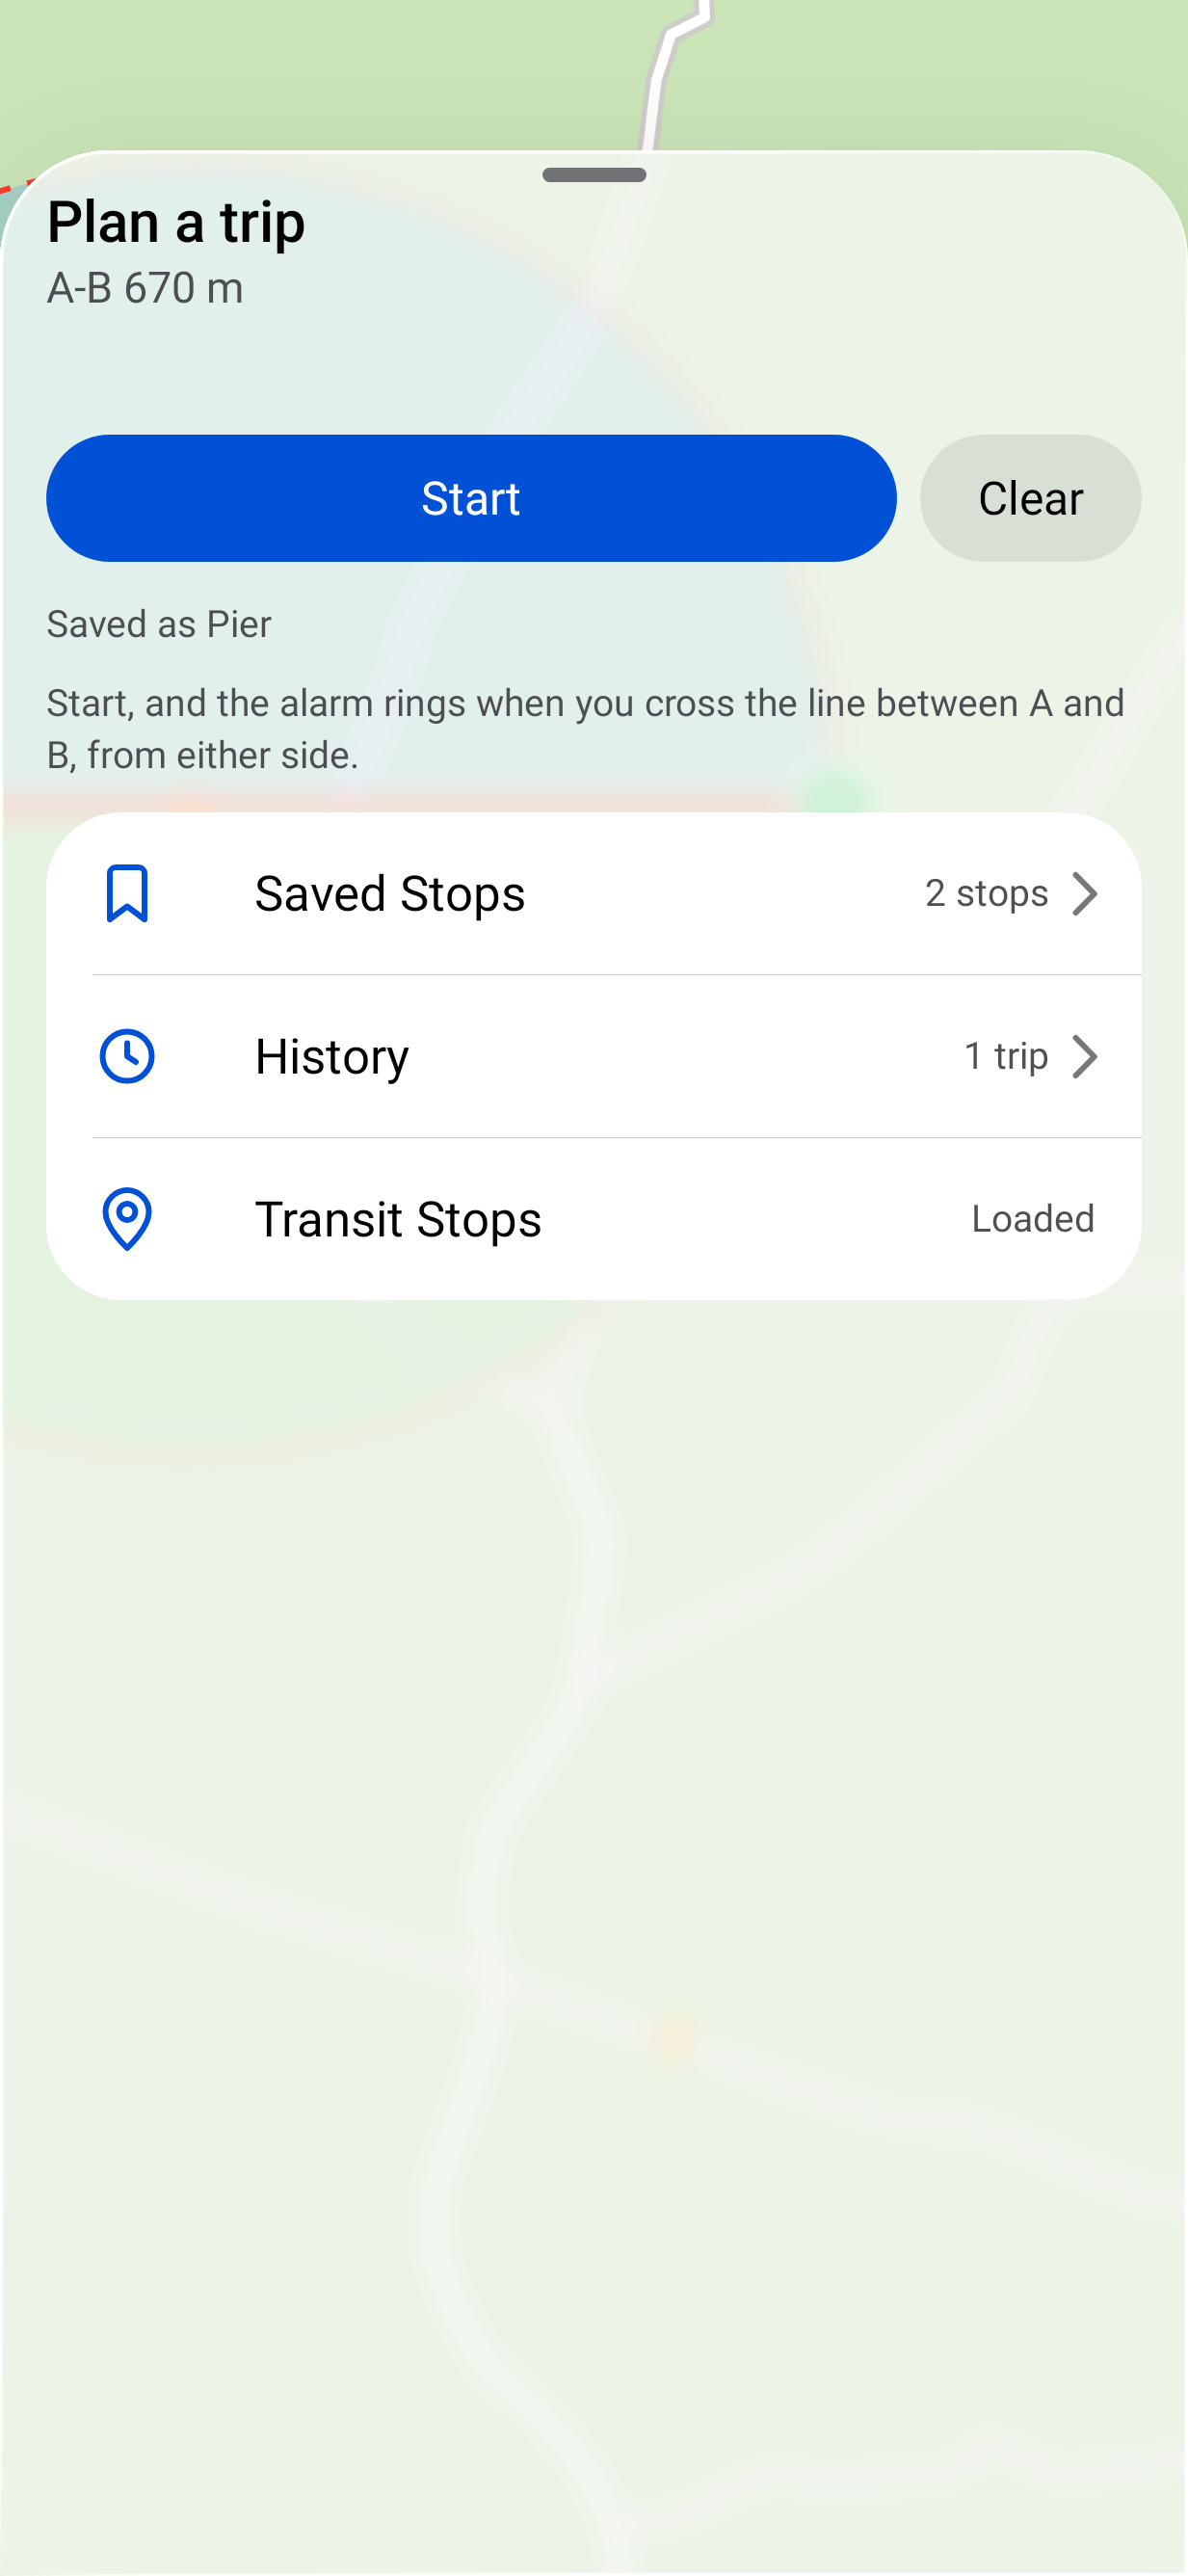 Plan a trip
A-B 670 m
Start
Clear
Saved as Pier
Start, and the alarm rings when you cross the line between A and
B, from either side.
Saved Stops
2 stops
History
1 trip
Transit Stops
Loaded